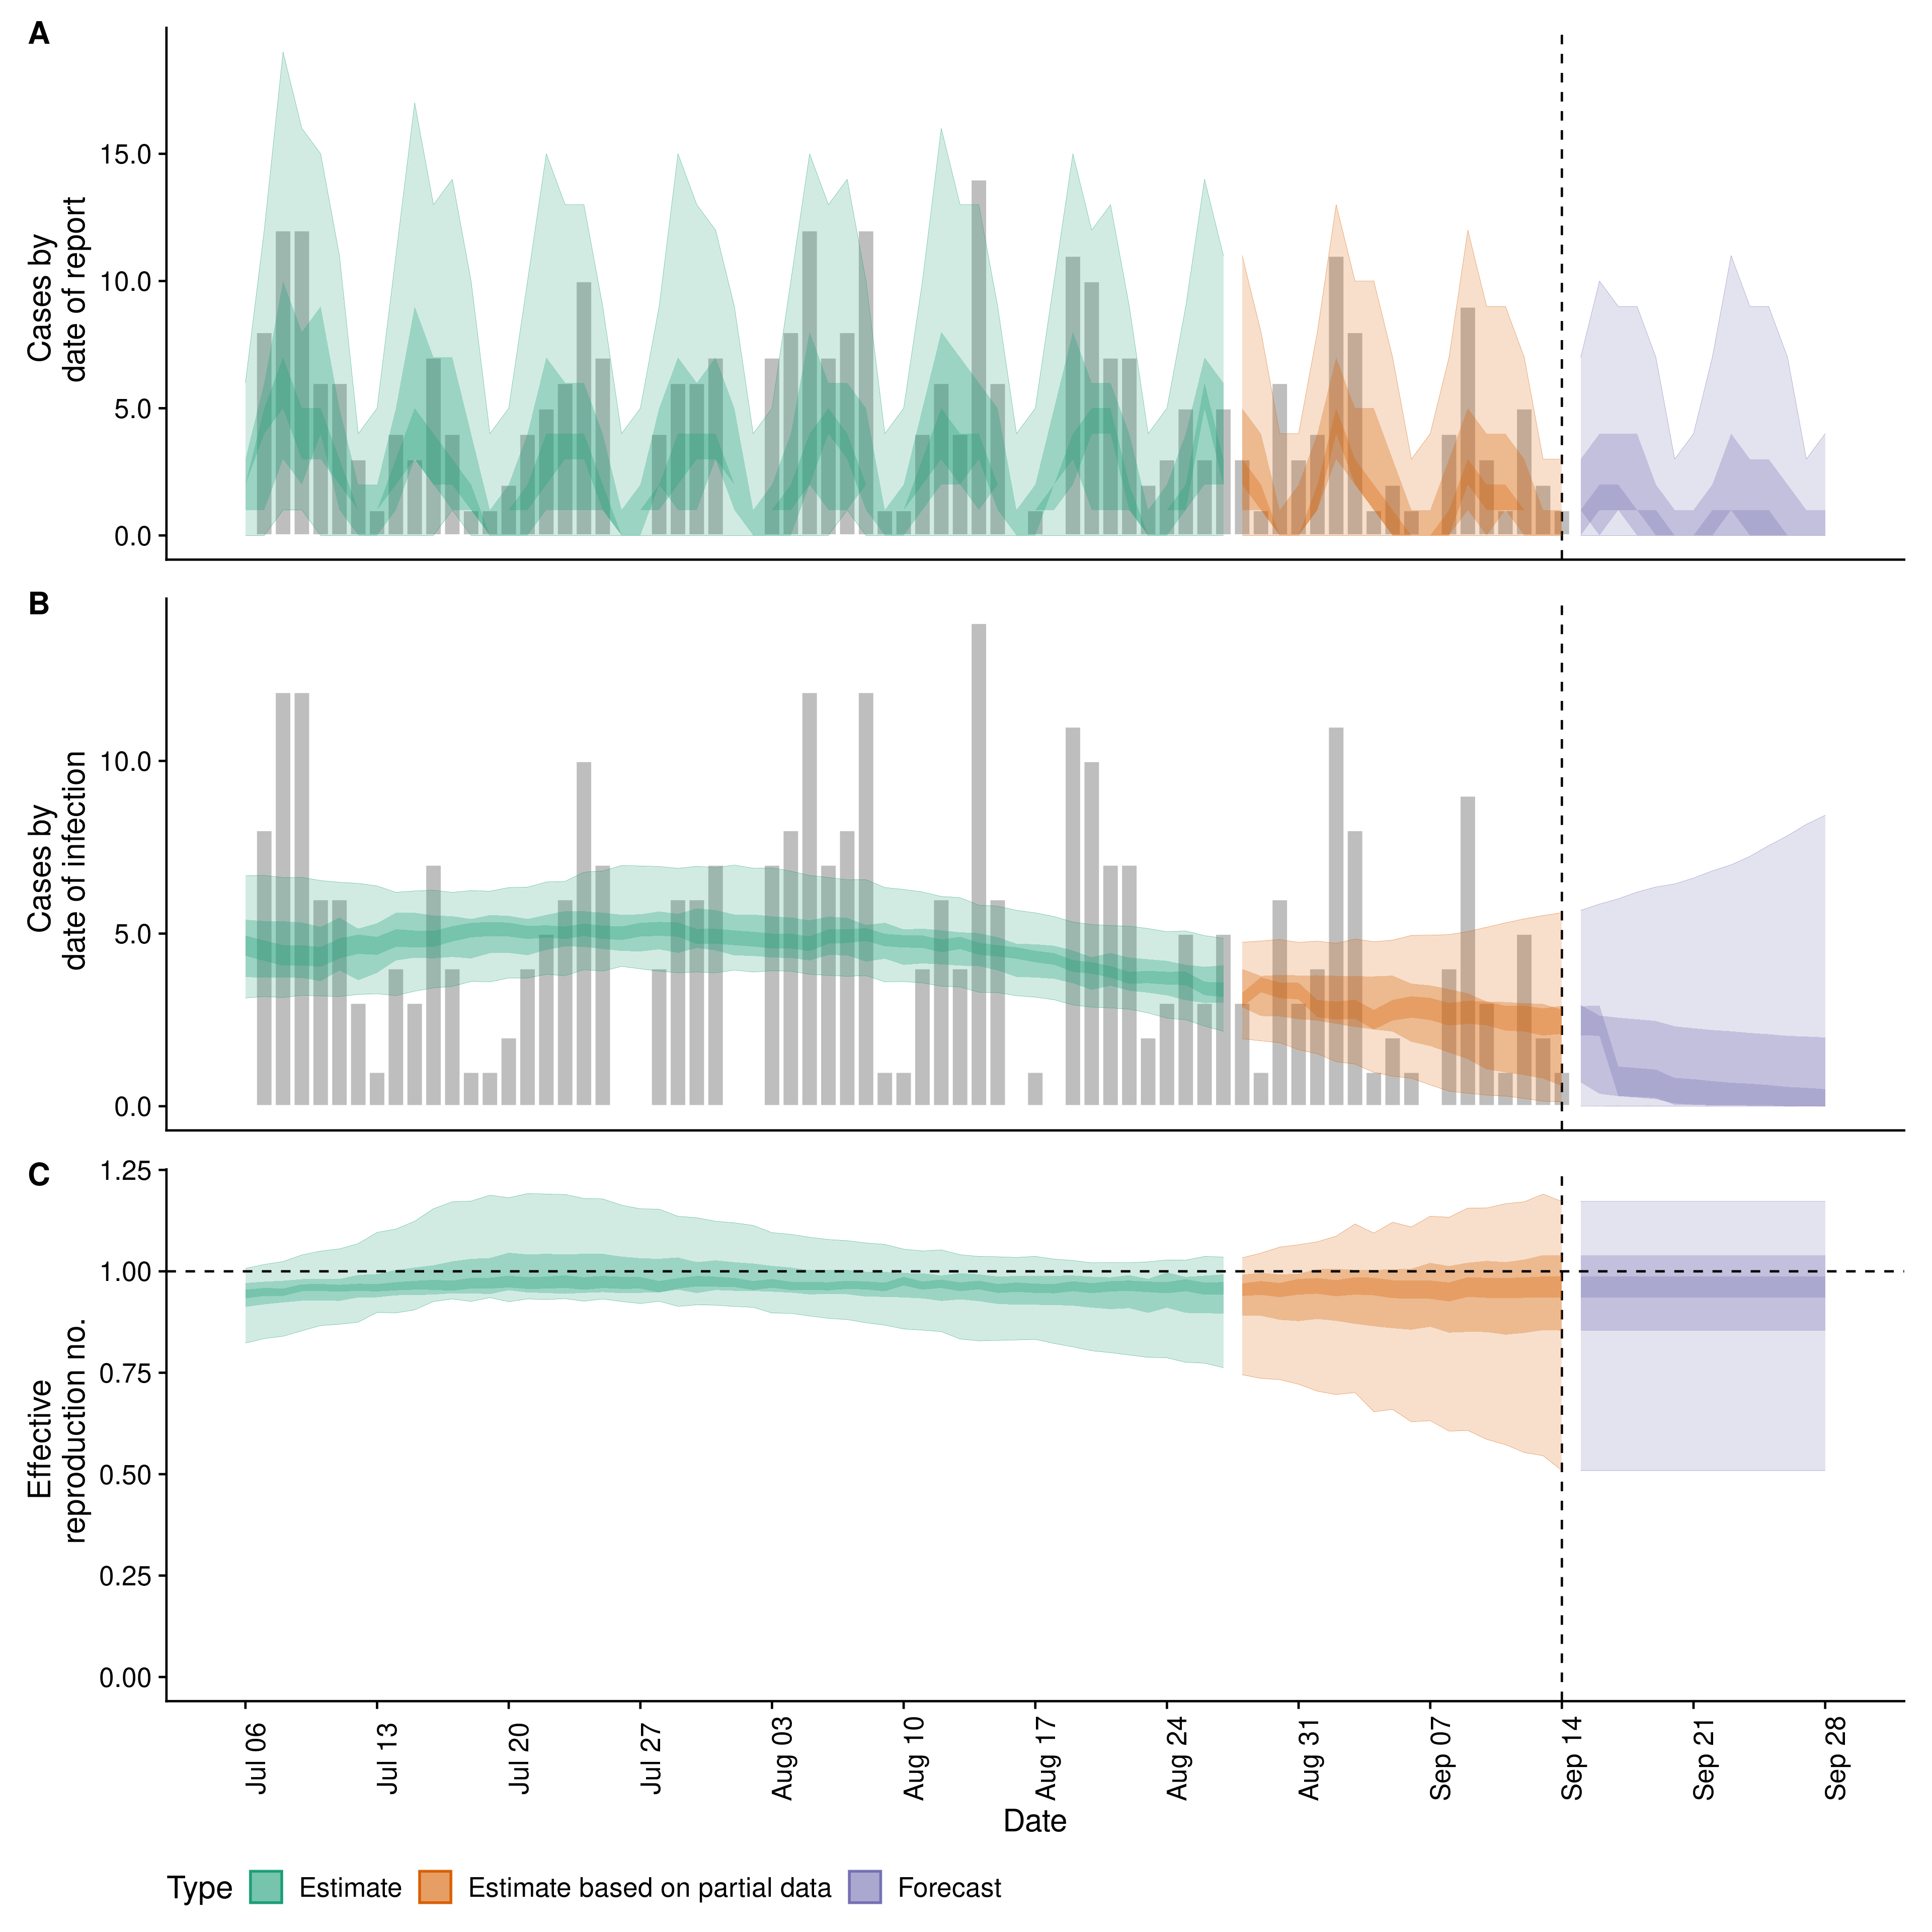 A
Cases by
date of report
15.0
10.0
5.0
0.0
B
Cases by
date of infection
10.0
5.0
0.0
C
Effective
reproduction no.
1.25
1.00
0.75
0.50
0.25
0.00
Jul 06
Jul 13
Jul 20
Jul 27
Aug 03
Aug 10
Aug 17
Aug 24
Aug 31
Sep 07
Sep 14
Sep 21
Sep 28
Date
Type Estimate Estimate based on partial data Forecast